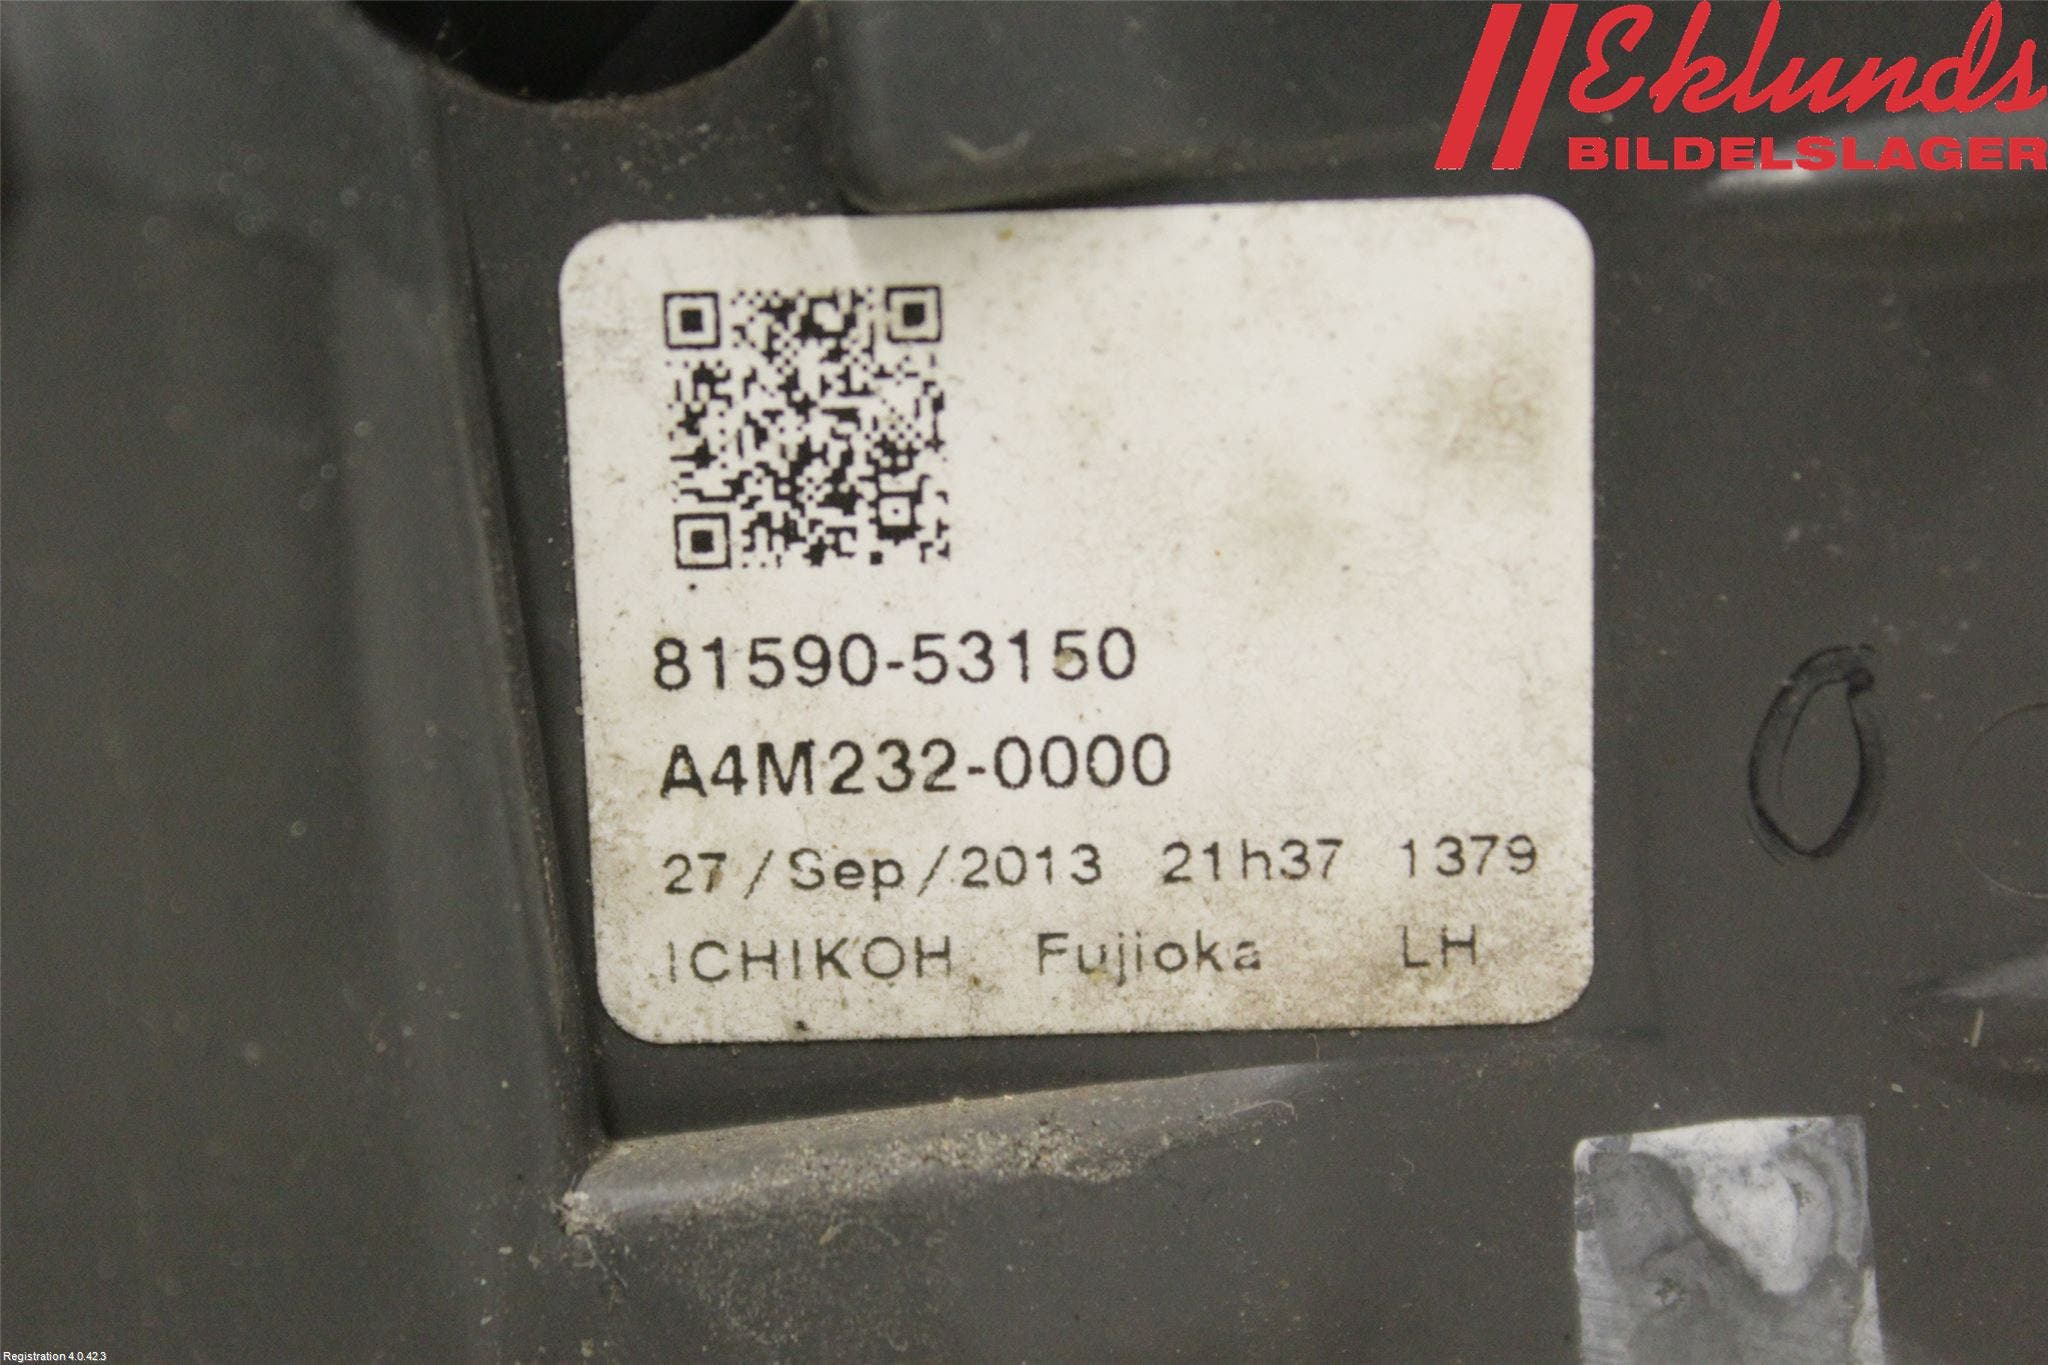 Eklunds
BILDELSLAGER
81590-53150
A4M232-0000
27/Sep/2013 21h37 1379
ICHIKOH Fujioka LH
0
Registration 4.0.42.3